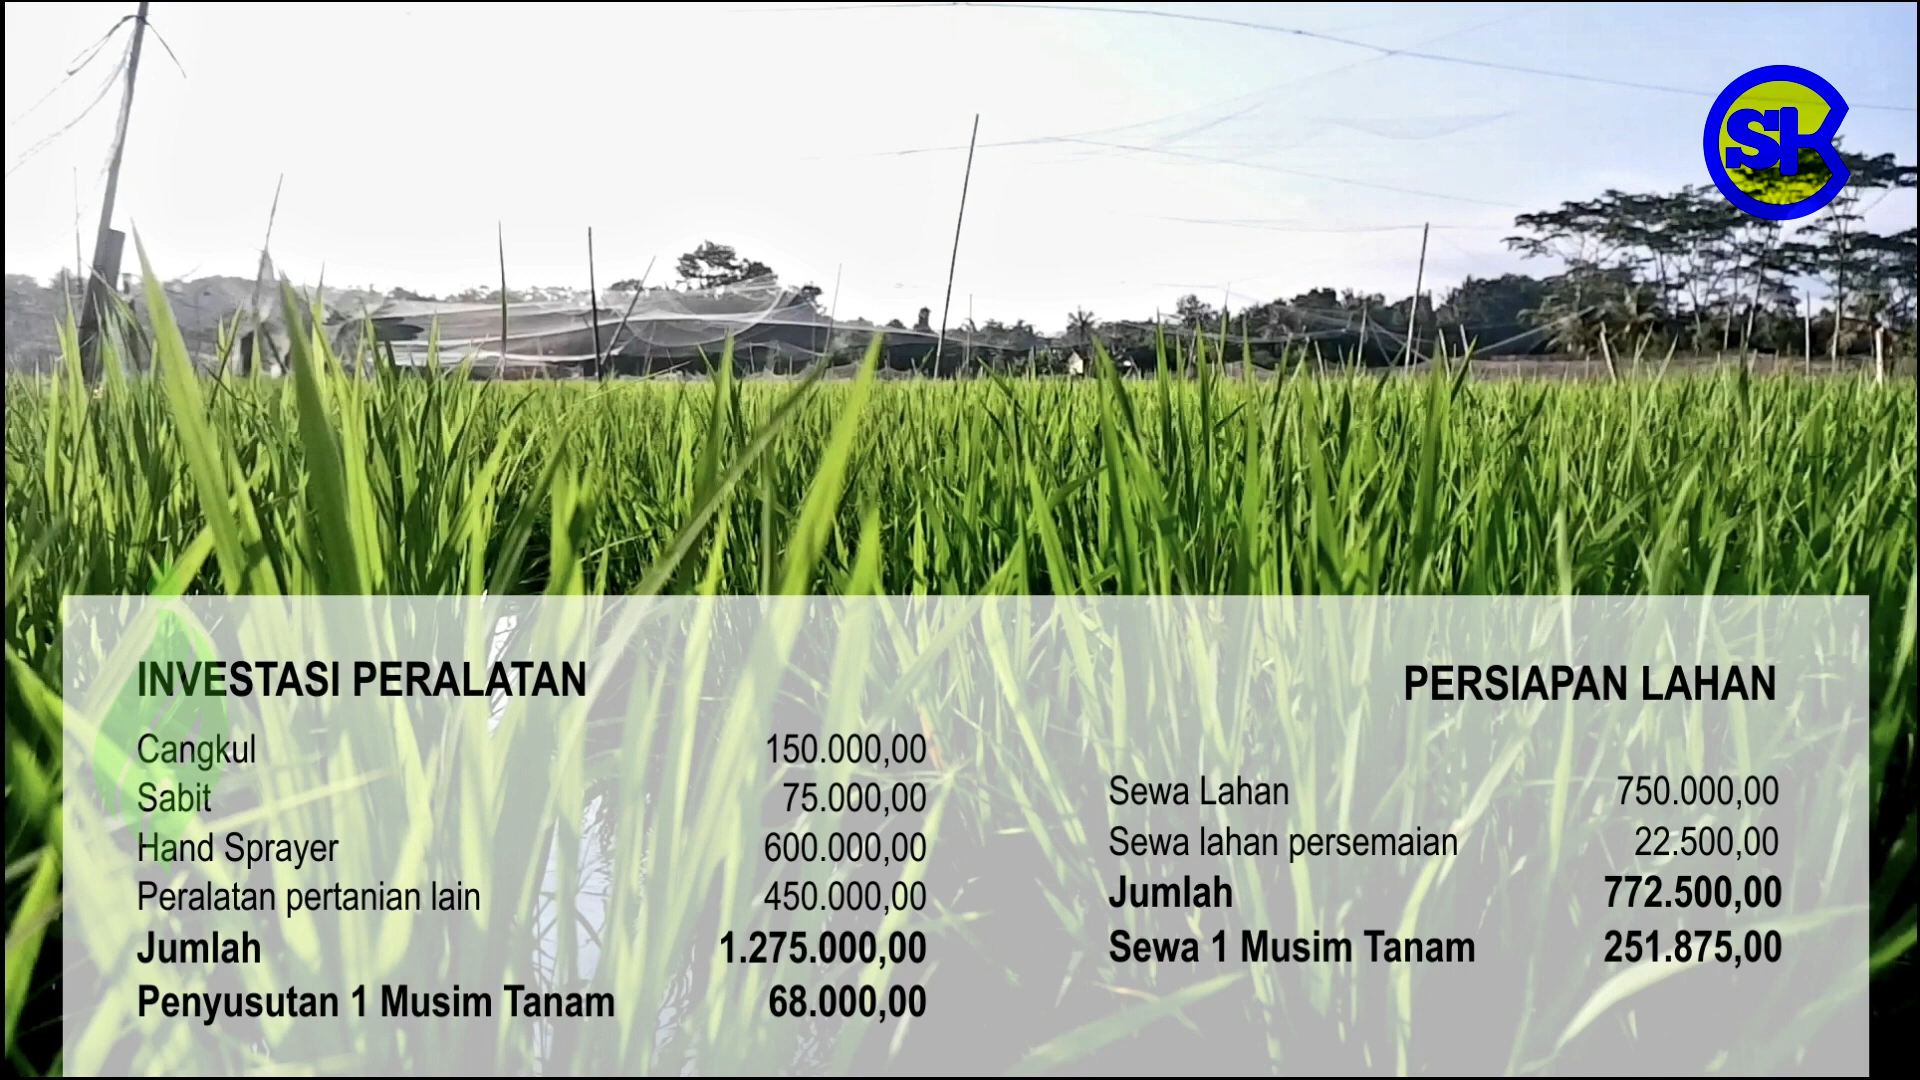 SK
INVESTASI PERALATAN
Cangkul 150.000,00
Sabit 75.000,00
Hand Sprayer 600.000,00
Peralatan pertanian lain 450.000,00
Jumlah 1.275.000,00
Penyusutan 1 Musim Tanam 68.000,00
PERSIAPAN LAHAN
Sewa Lahan 750.000,00
Sewa lahan persemaian 22.500,00
Jumlah 772.500,00
Sewa 1 Musim Tanam 251.875,00